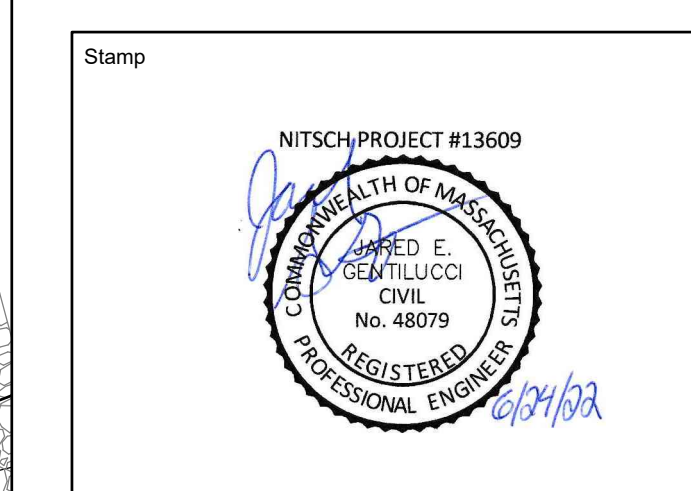 Stamp
NITSCH PROJECT #13609
COMMONWEALTH OF MASSACHUSETTS
JARED E.
GENTILUCCI
CIVIL
No. 48079
REGISTERED
PROFESSIONAL ENGINEER
6/24/22